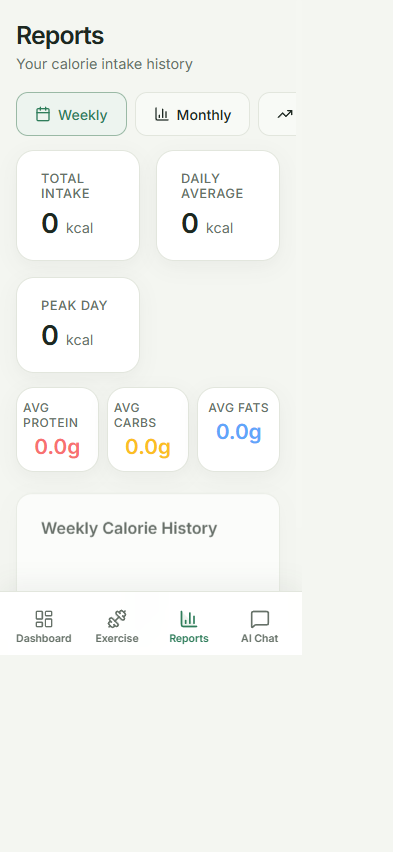 Reports
Your calorie intake history
Weekly
Monthly
TOTAL
INTAKE
0 kcal
DAILY
AVERAGE
0 kcal
PEAK DAY
0 kcal
AVG
PROTEIN
0.0g
AVG
CARBS
0.0g
AVG FATS
0.0g
Weekly Calorie History
Dashboard
Exercise
Reports
AI Chat